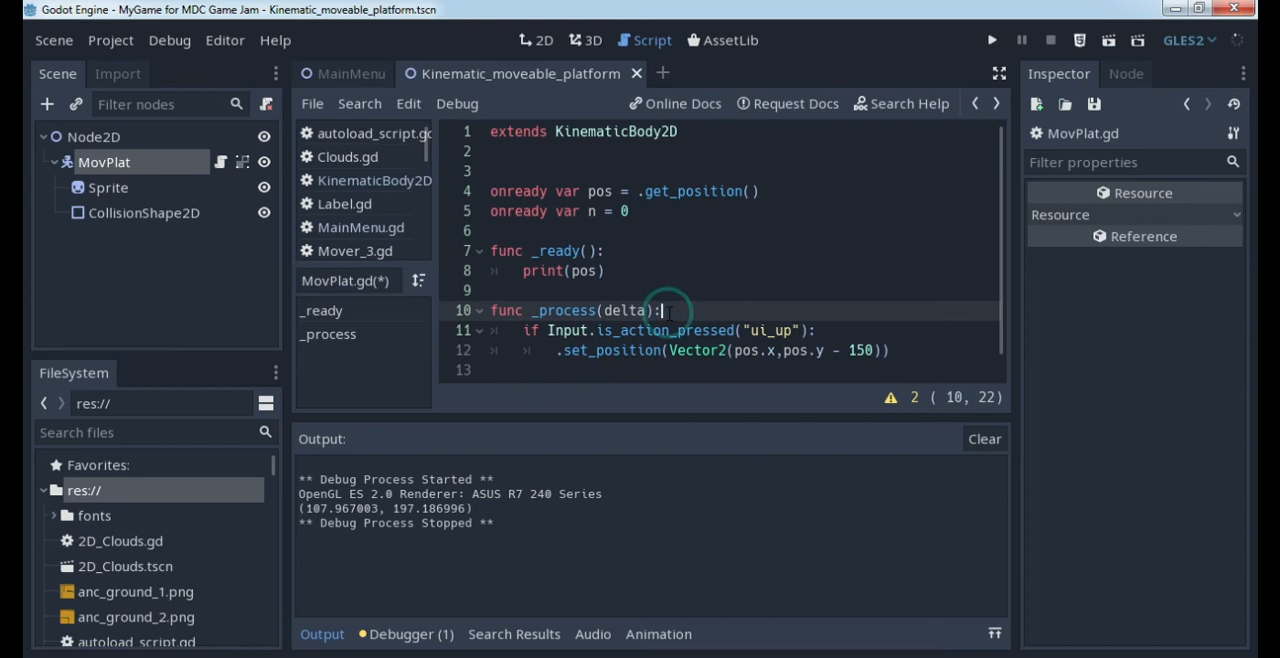 Godot Engine - MyGame for MDC Game Jam - Kinematic_moveable_platform.tscn
Scene Project Debug Editor Help
2D 3D Script AssetLib
GLES2
Scene Import
Filter nodes
Node2D
MovPlat
Sprite
CollisionShape2D
FileSystem
res://
Search files
Favorites:
res://
fonts
2D_Clouds.gd
2D_Clouds.tscn
anc_ground_1.png
anc_ground_2.png
autoload_script.gd
MainMenu Kinematic_moveable_platform
File Search Edit Debug Online Docs Request Docs Search Help
autoload_script.gd
Clouds.gd
KinematicBody2D
Label.gd
MainMenu.gd
Mover_3.gd
MovPlat.gd(*)
_ready
_process
1 extends KinematicBody2D
2
3
4 onready var pos = .get_position()
5 onready var n = 0
6
7 func _ready():
8 print(pos)
9
10 func _process(delta):
11 if Input.is_action_pressed("ui_up"):
12 .set_position(Vector2(pos.x,pos.y - 150))
13
2 ( 10, 22)
Output: Clear
** Debug Process Started **
OpenGL ES 2.0 Renderer: ASUS R7 240 Series
(107.967003, 197.186996)
** Debug Process Stopped **
Output Debugger (1) Search Results Audio Animation
Inspector Node
MovPlat.gd
Filter properties
Resource
Resource
Reference